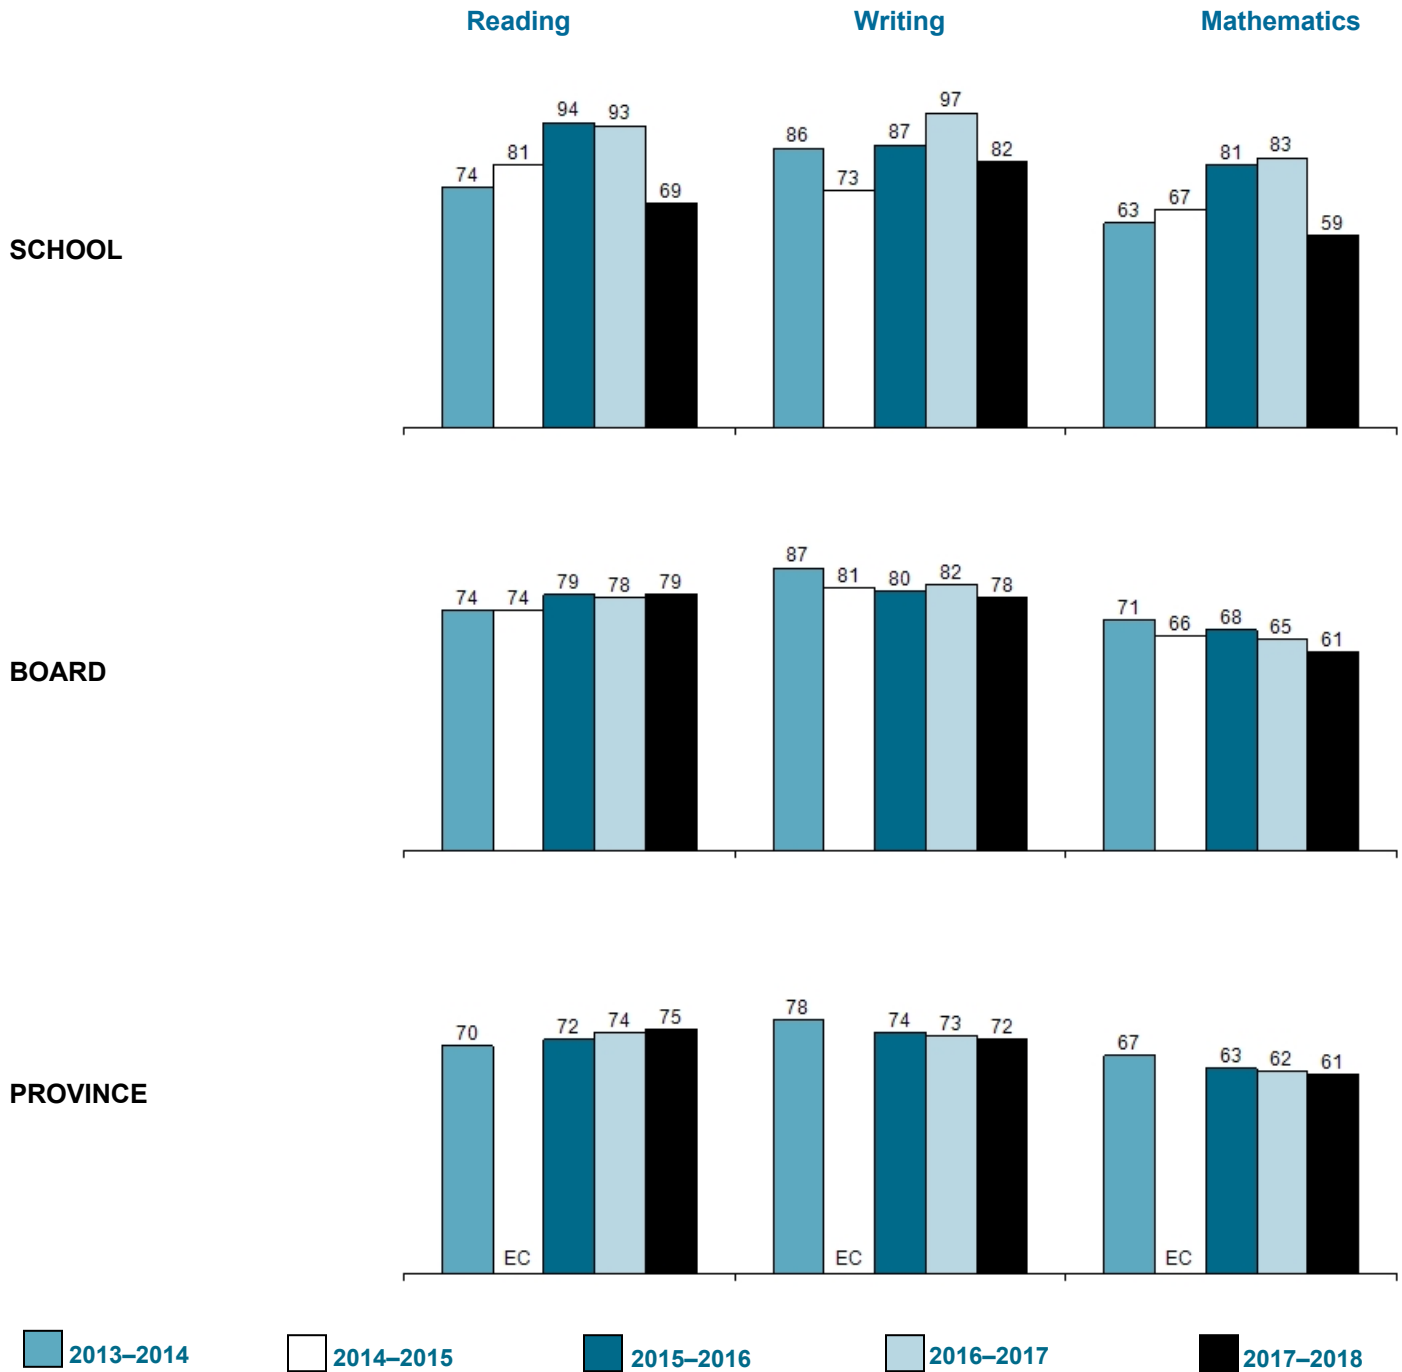 Reading Writing Mathematics
94 93 97
81 86 87 82 81 83
74 73
69 63 67 59
SCHOOL
87
79 78 79 81 80 82 78
74 74 71 66 68 65 61
BOARD
70 72 74 75 78 74 73 72 67 63 62 61
PROVINCE
EC EC EC
2013–2014 2014–2015 2015–2016 2016–2017 2017–2018